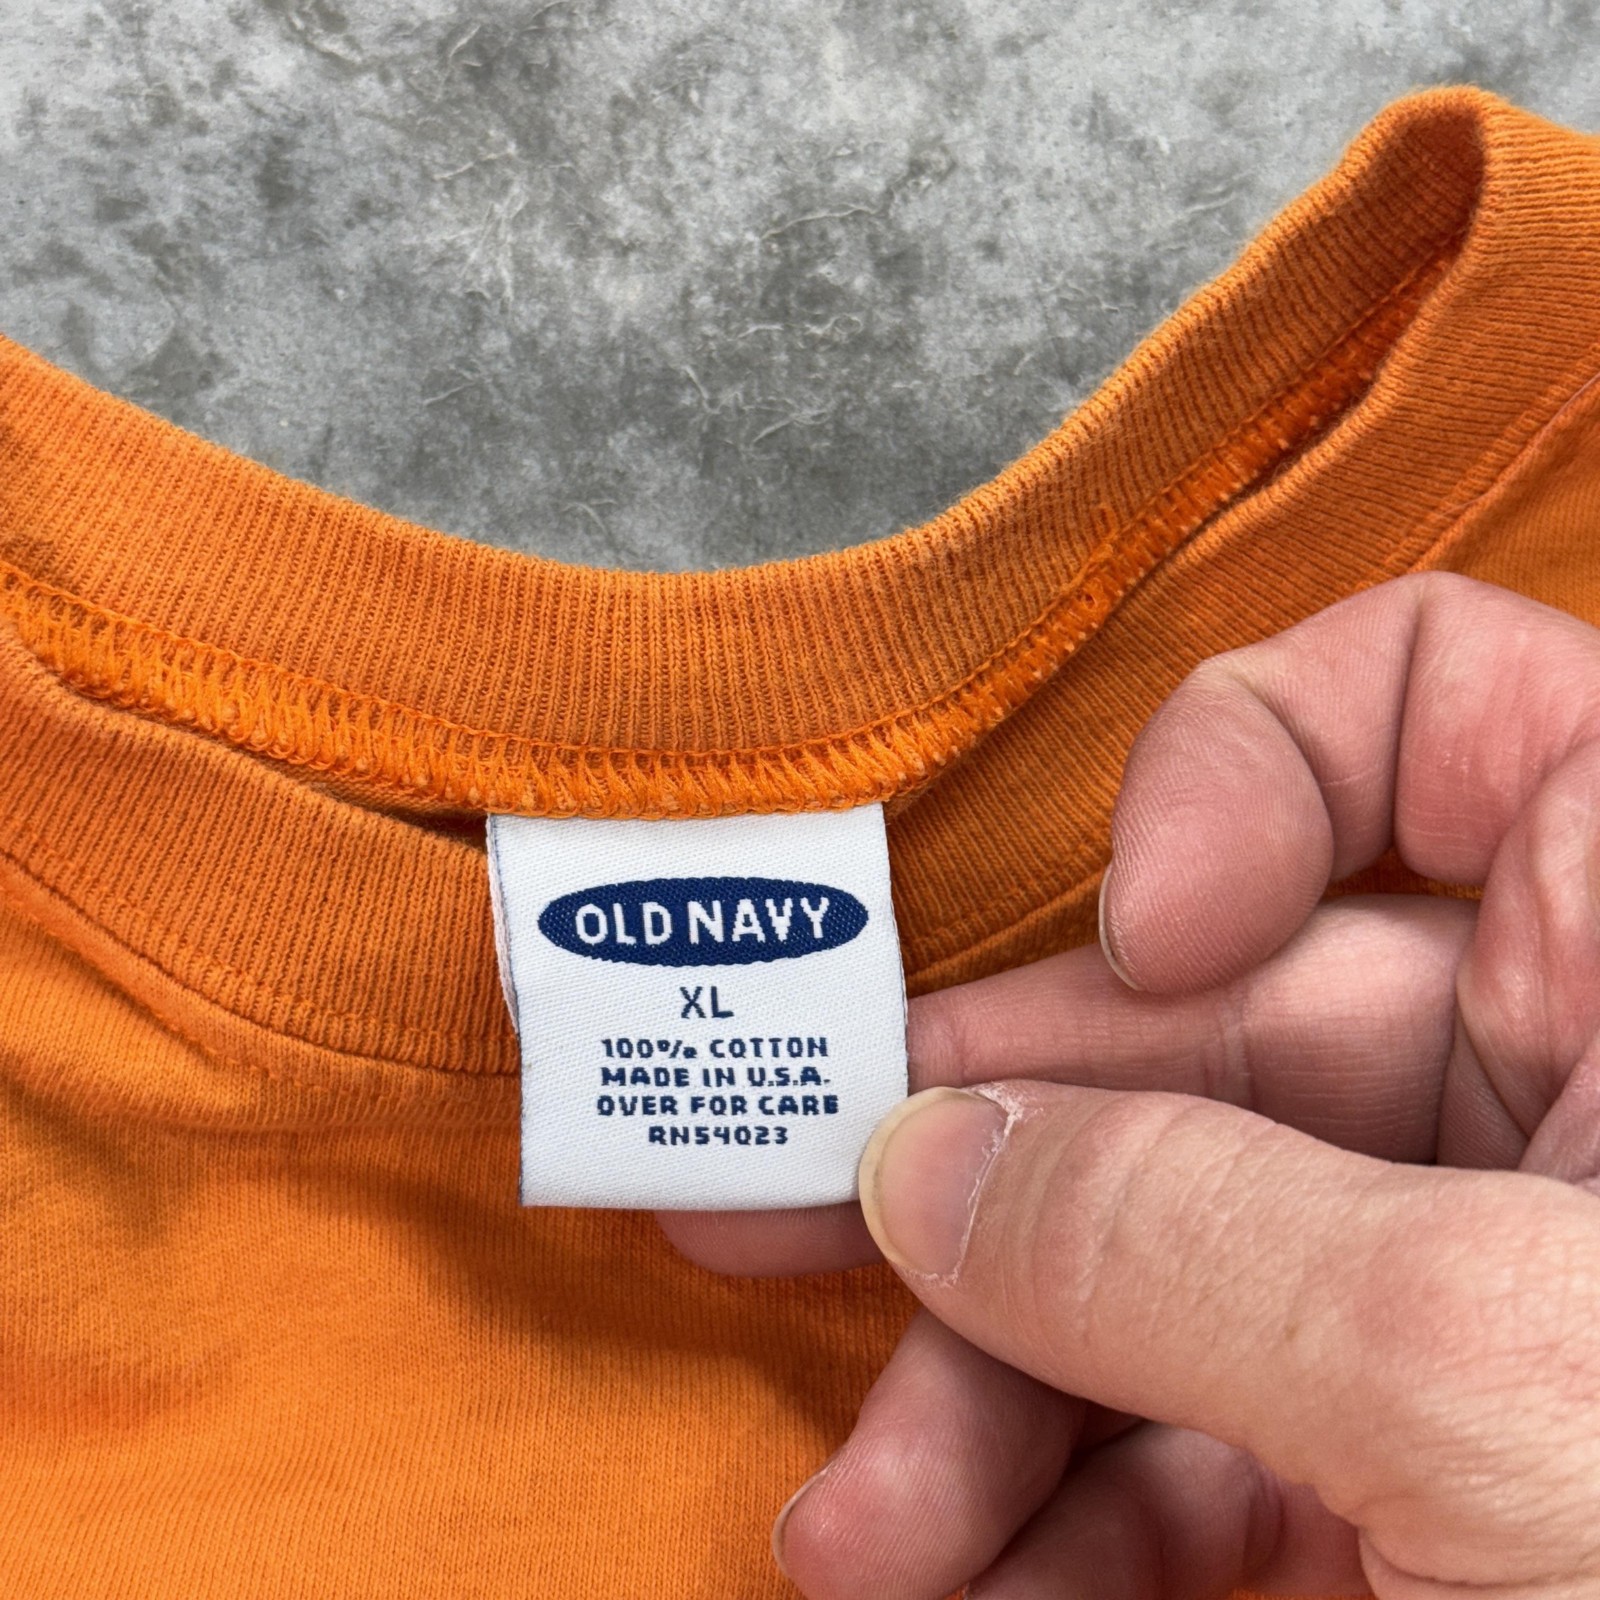 OLD NAVY
XL
100% COTTON
MADE IN U.S.A.
OVER FOR CARE
RN54023